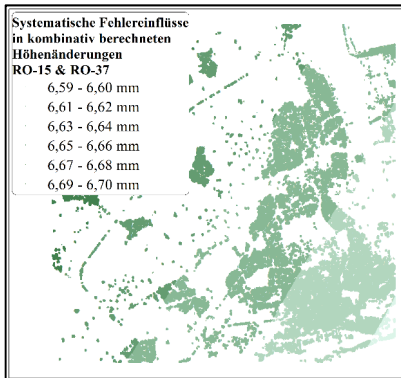 Systematische Fehlereinflüsse
in kombinativ berechneten
Höhenänderungen
RO-15 & RO-37
6,59 - 6,60 mm
6,61 - 6,62 mm
6,63 - 6,64 mm
6,65 - 6,66 mm
6,67 - 6,68 mm
6,69 - 6,70 mm